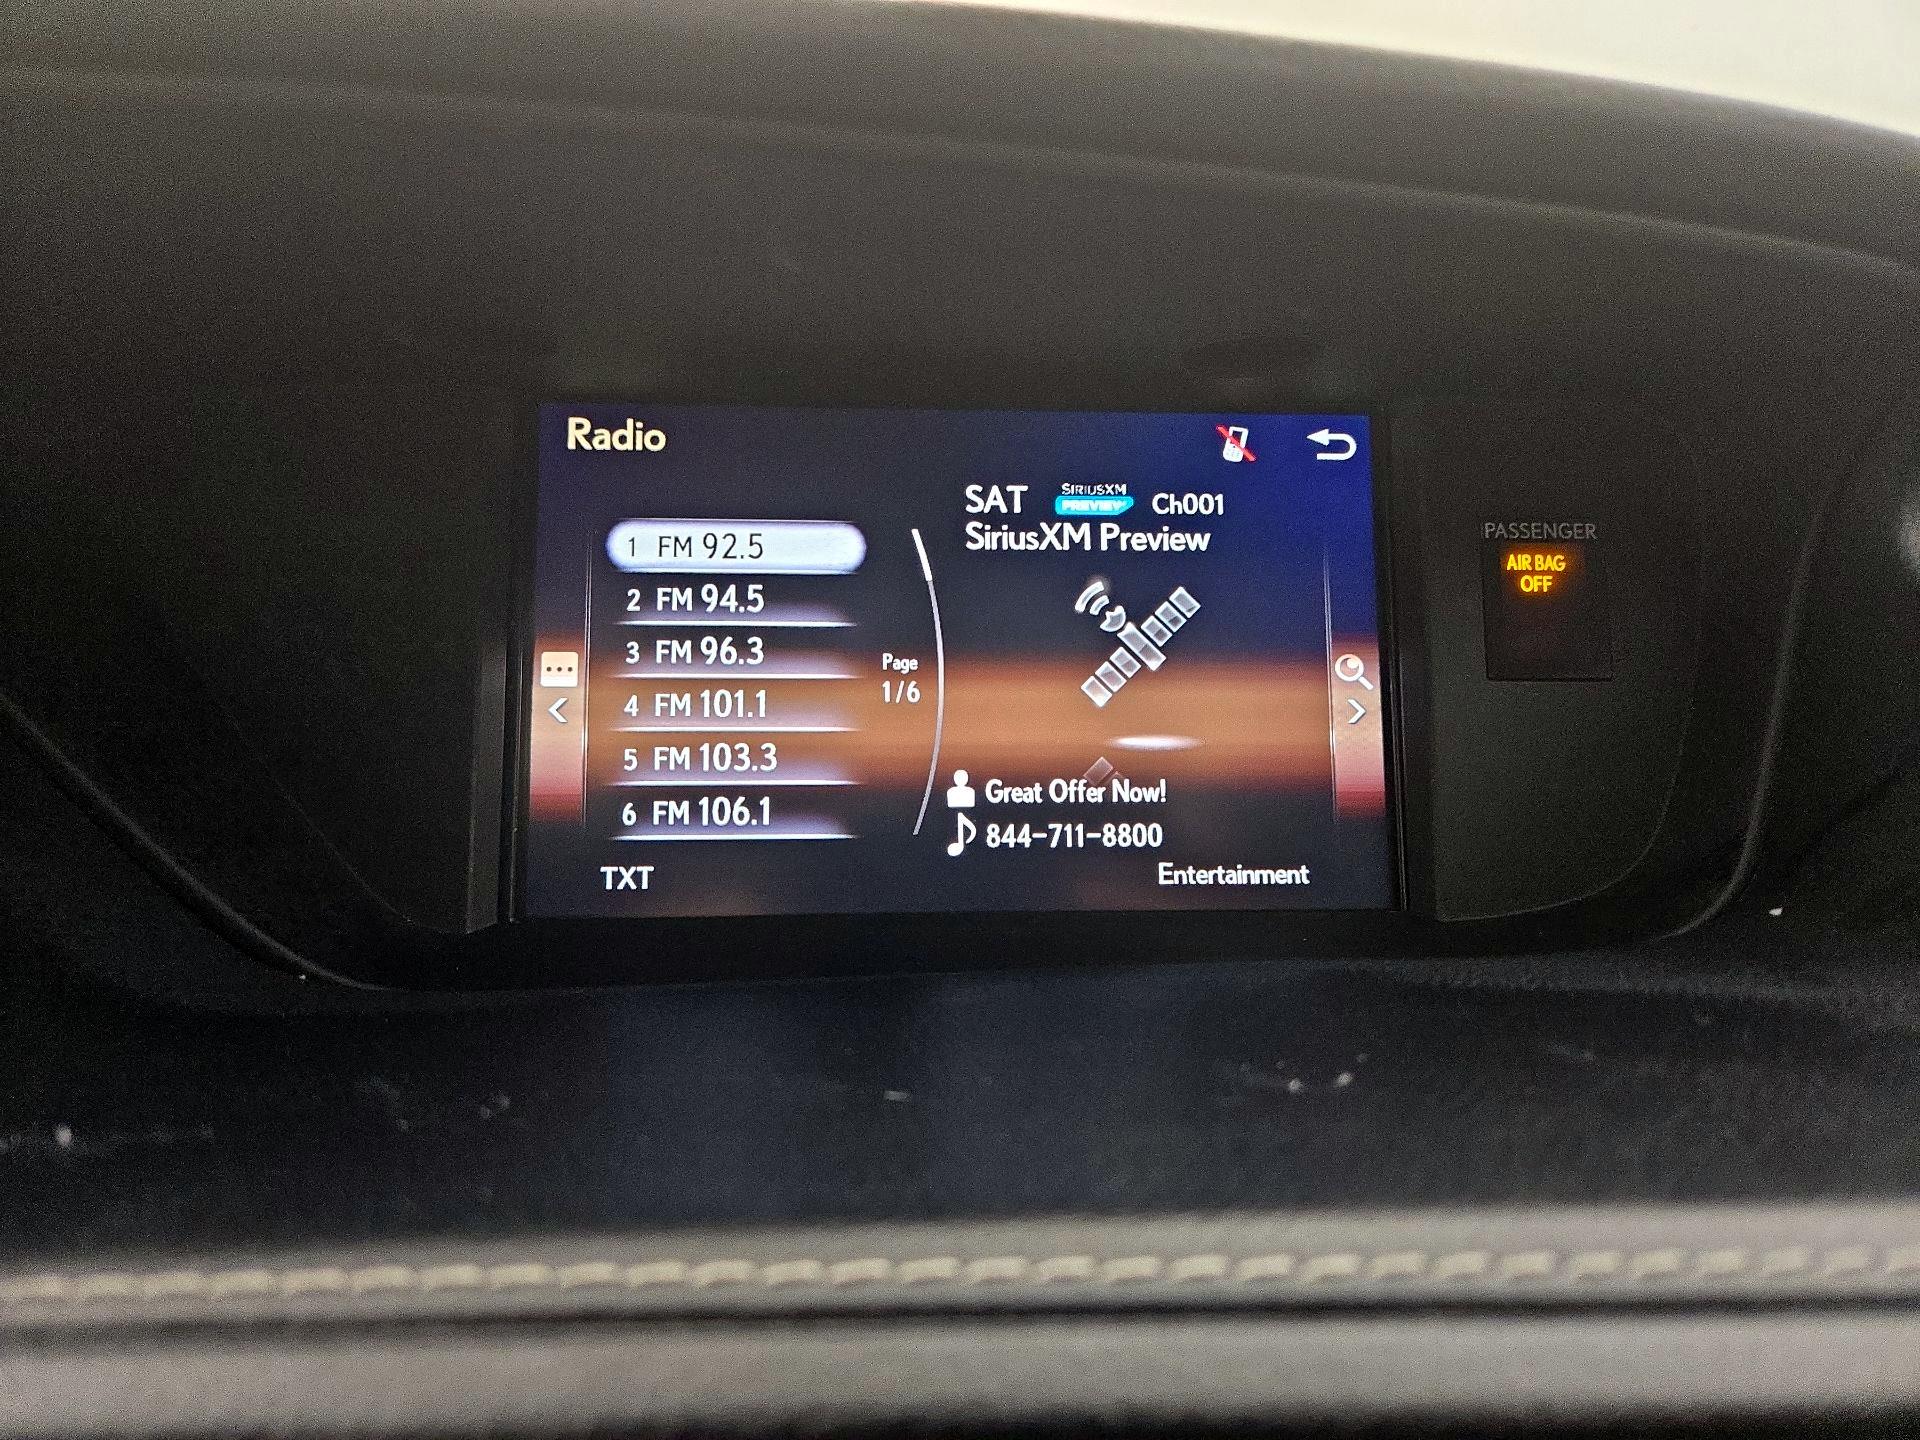 Radio
SAT SIRIUSXM PREVIEW Ch001
SiriusXM Preview
1 FM 92.5
2 FM 94.5
3 FM 96.3
4 FM 101.1
5 FM 103.3
6 FM 106.1
Page
1/6
Great Offer Now!
844-711-8800
TXT
Entertainment
PASSENGER
AIR BAG
OFF